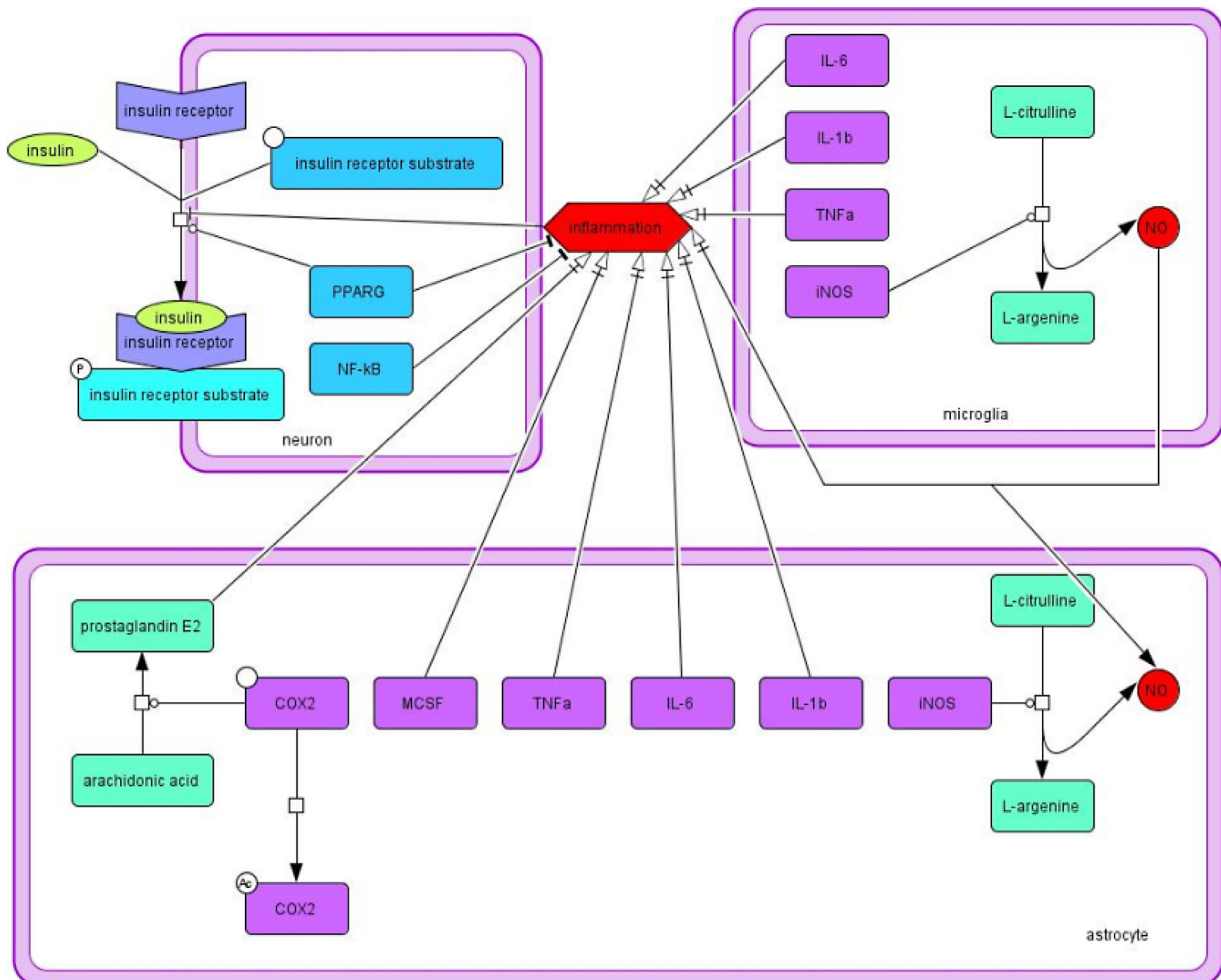 insulin receptor
insulin
insulin receptor substrate
PPARG
NF-kB
insulin
insulin receptor
P
insulin receptor substrate
neuron
inflammation
IL-6
IL-1b
TNFa
iNOS
L-citrulline
NO
L-argenine
microglia
prostaglandin E2
arachidonic acid
COX2
Ac
COX2
MCSF
TNFa
IL-6
IL-1b
iNOS
L-citrulline
NO
L-argenine
astrocyte